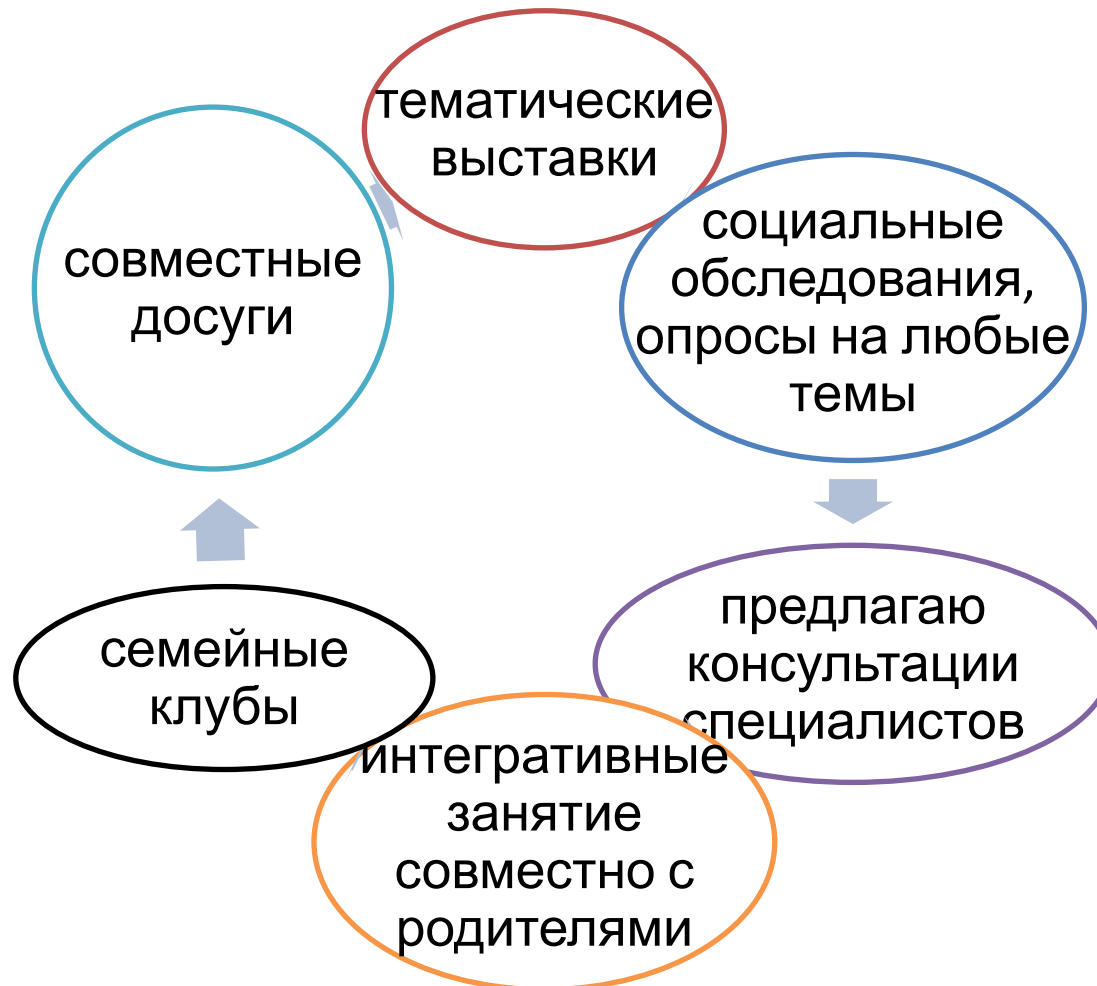 тематические
выставки
социальные
обследования,
опросы на любые
темы
предлагаю
консультации
специалистов
интегративные
занятие
совместно с
родителями
семейные
клубы
совместные
досуги